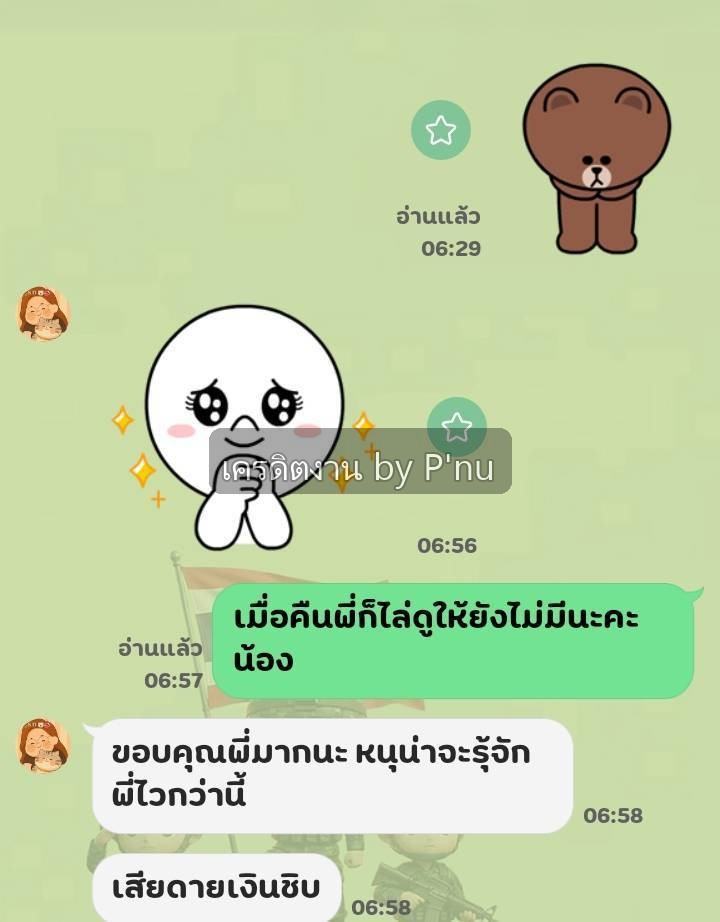 อ่านแล้ว
06:29
เครดิตงาน by P'nu
06:56
เมื่อคืนพี่ก็ไล่ดูให้ยังไม่มีนะคะ
น้อง
อ่านแล้ว
06:57
ขอบคุณพี่มากนะ หนุน่าจะรุ้จัก
พี่ไวกว่านี้
06:58
เสียดายเงินชิบ
06:58